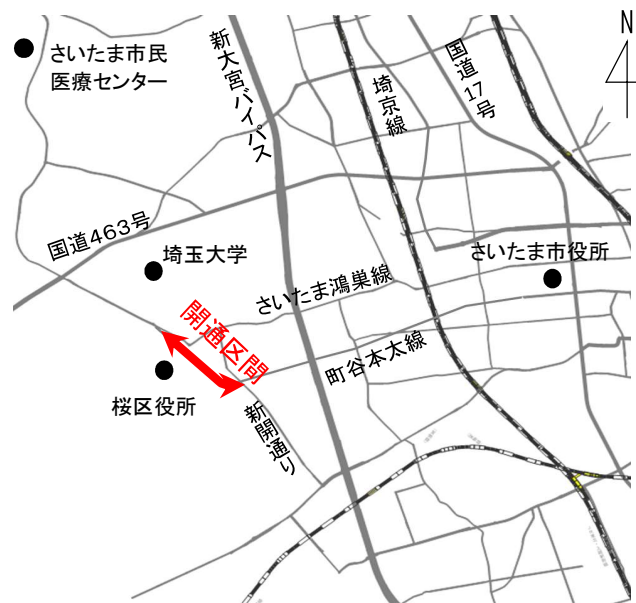 さいたま市民
医療センター
新大宮バイパス
埼京線
国道17号
N
国道463号
埼玉大学
さいたま市役所
さいたま鴻巣線
開通区間
町谷本太線
桜区役所
新開通り